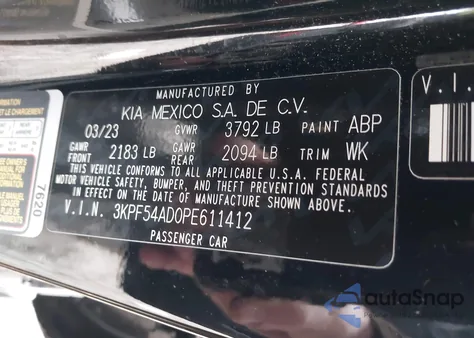 MANUFACTURED BY
KIA MEXICO S.A. DE C.V.
03/23 GVWR 3792 LB PAINT ABP
GAWR FRONT 2183 LB GAWR REAR 2094 LB TRIM WK
THIS VEHICLE CONFORMS TO ALL APPLICABLE U.S.A. FEDERAL
MOTOR VEHICLE SAFETY, BUMPER, AND THEFT PREVENTION STANDARDS
IN EFFECT ON THE DATE OF MANUFACTURE SHOWN ABOVE.
V.I.N. 3KPF54AD0PE611412
PASSENGER CAR
7620
V.I.
autoSnap